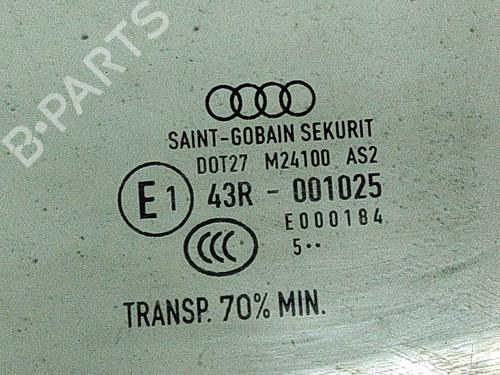 B-PARTS
SAINT-GOBAIN SEKURIT
DOT27 M24100 AS2
E1 43R - 001025
E000184
CCC 5··
TRANSP. 70% MIN.